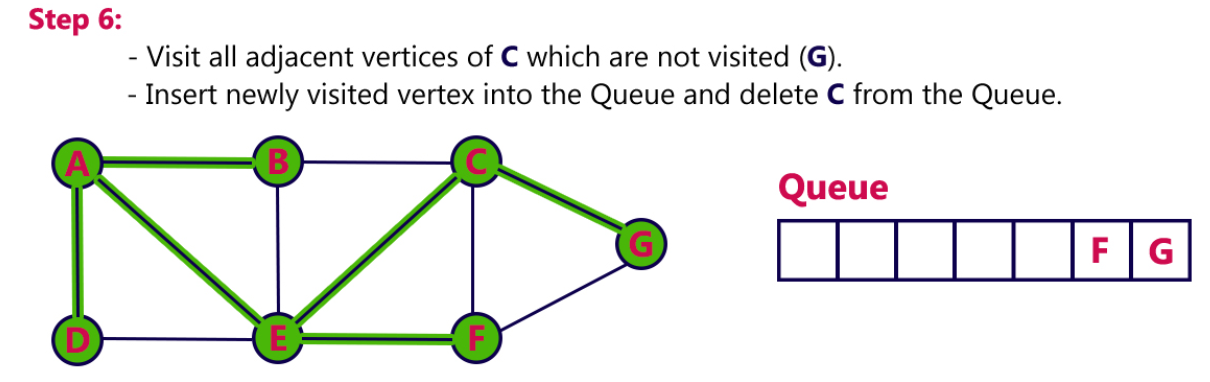 Step 6:
- Visit all adjacent vertices of C which are not visited (G).
- Insert newly visited vertex into the Queue and delete C from the Queue.
A B C
Queue
G
F G
D E F